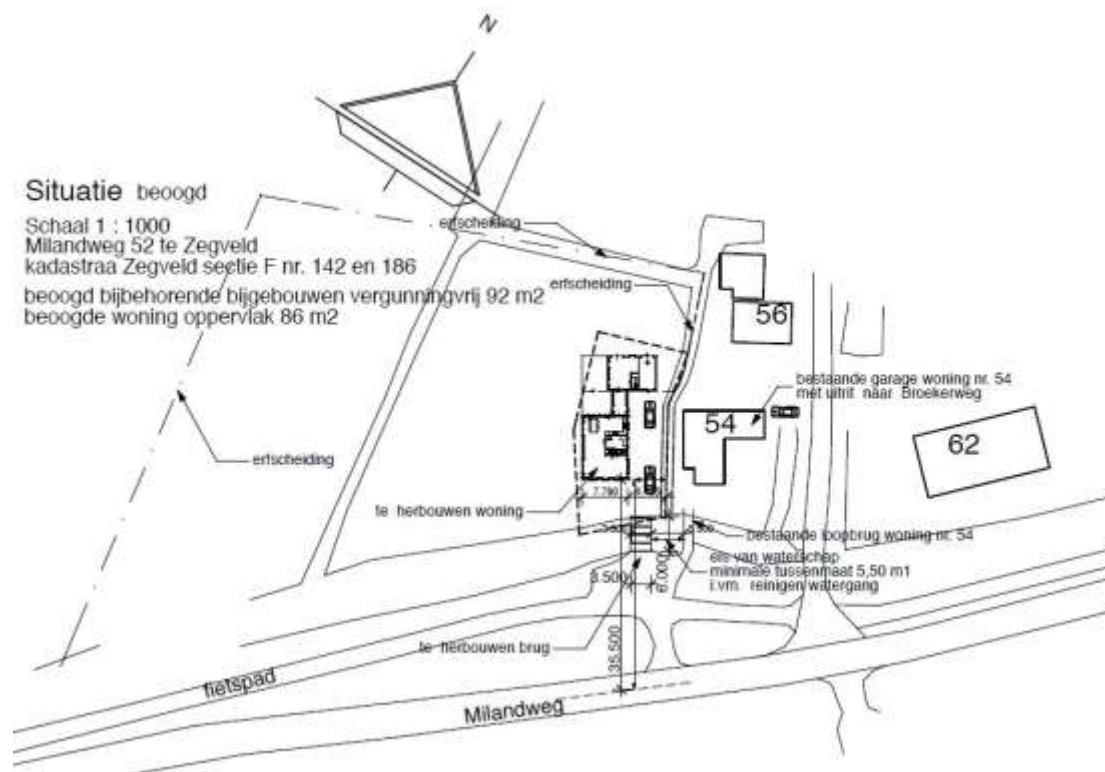 N
Situatie beoogd
Schaal 1 : 1000
Milandweg 52 te Zegveld
kadastraa Zegveld sectie F nr. 142 en 186
beoogd bijbehorende bijgebouwen vergunningvrij 92 m2
beoogde woning oppervlak 86 m2
erfscheiding
erfscheiding
56
bestaande garage woning nr. 54
met uitrit naar Broekerweg
54
62
erfscheiding
7.790
te herbouwen woning
bestaande loopbrug woning nr. 54
eis van waterschap
minimale tussenmaat 5,50 m1
i.v.m. reinigen watergang
3.500
6.000
te herbouwen brug
35.500
fietspad
Milandweg